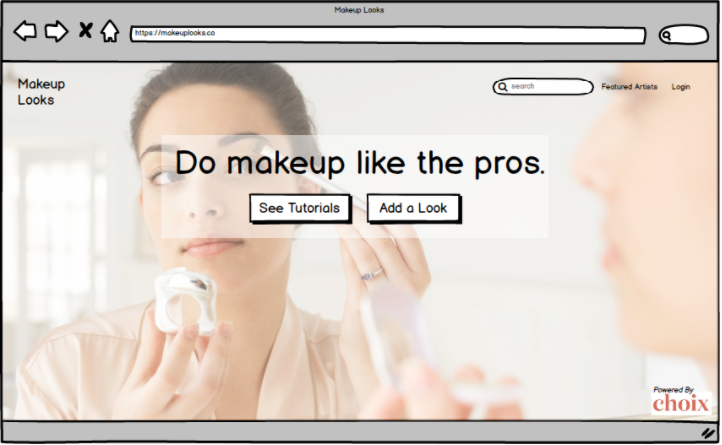 Makeup Looks
https://makeuplooks.co
Makeup
Looks
search
Featured Artists
Login
Do makeup like the pros.
See Tutorials
Add a Look
Powered By
choix